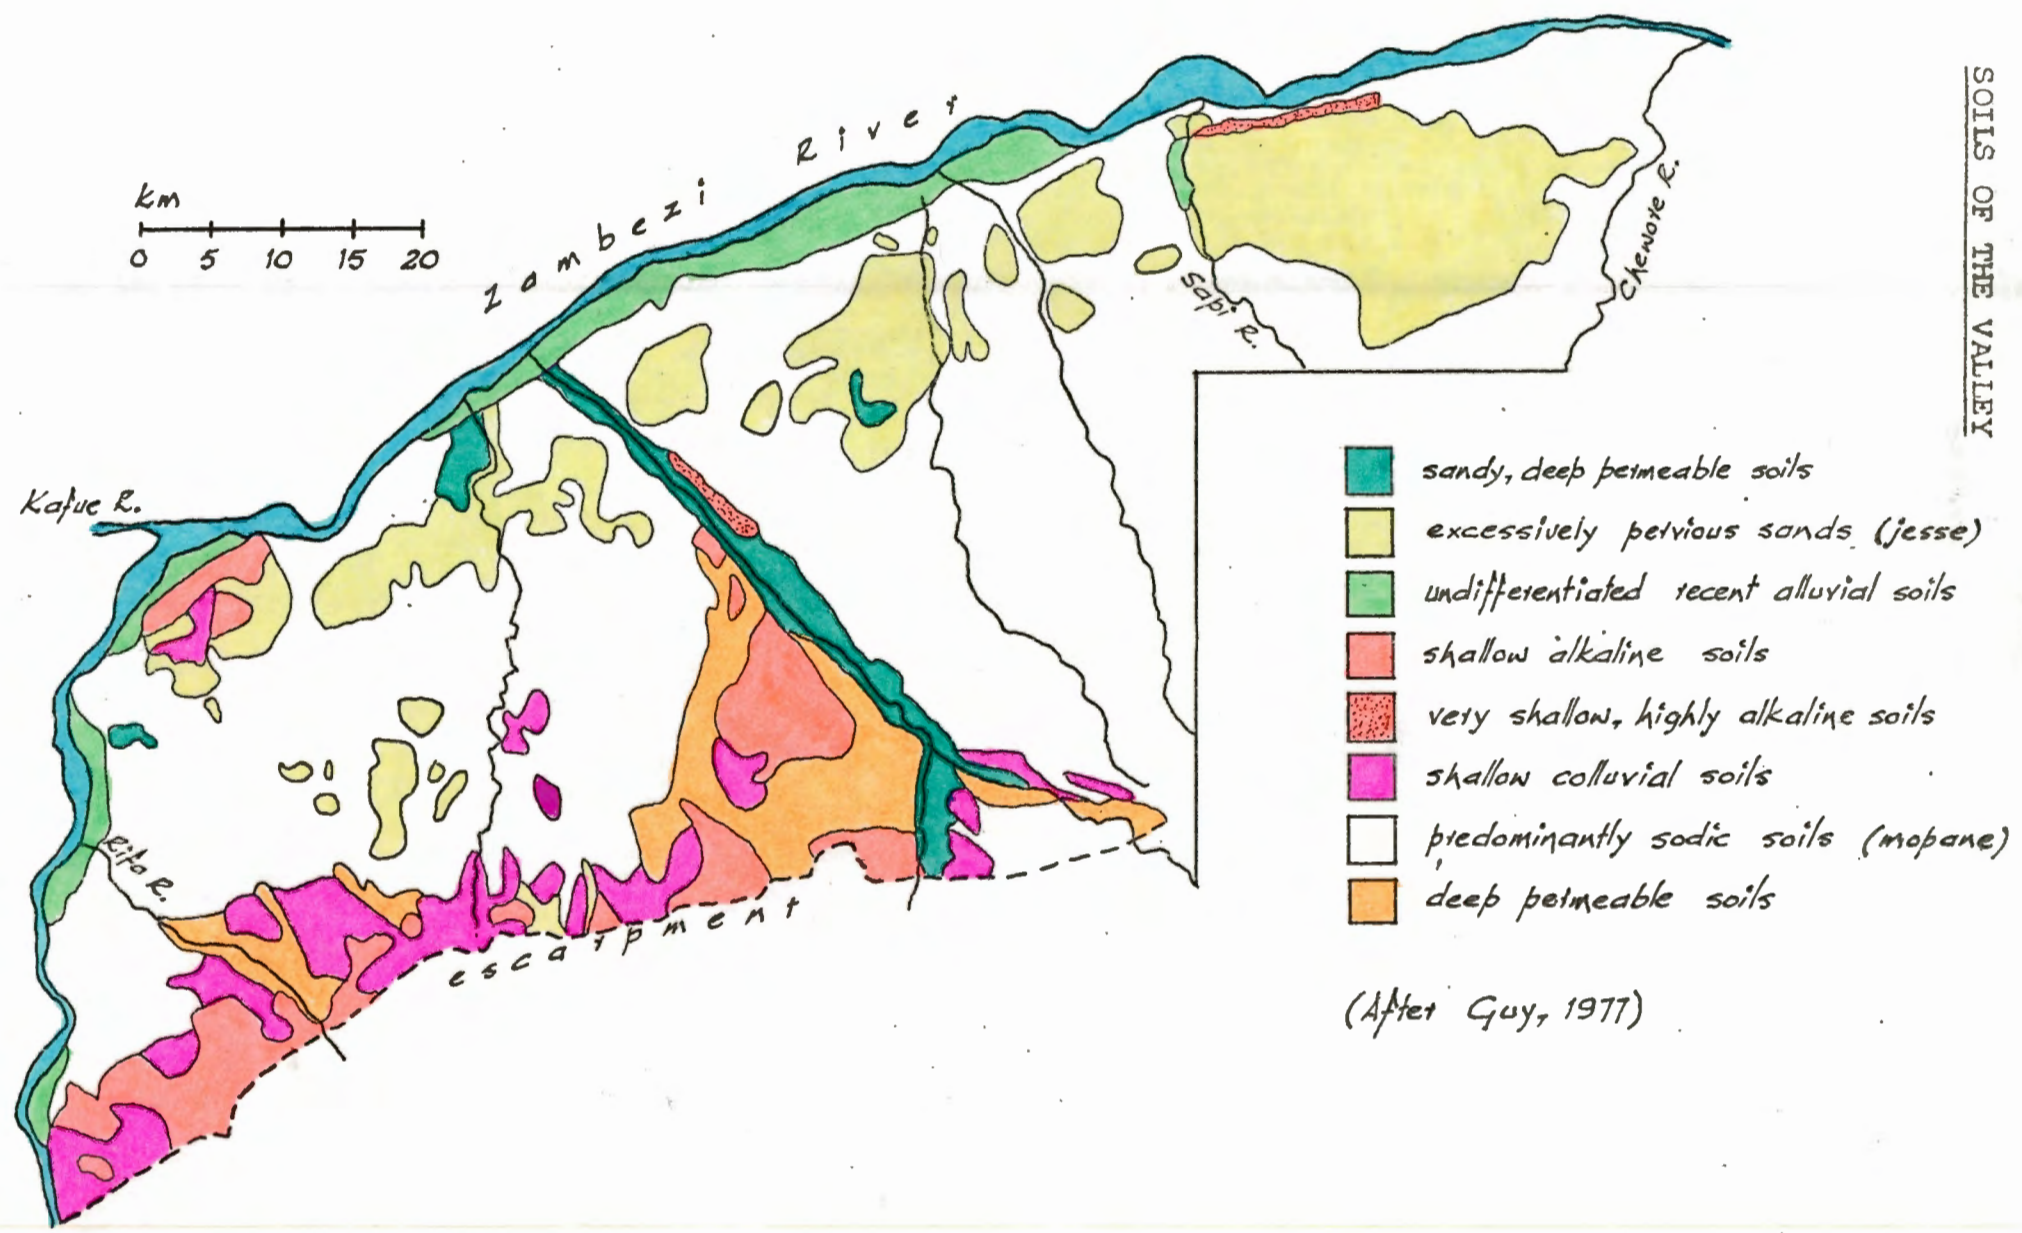 SOILS OF THE VALLEY
km
0 5 10 15 20
Zambezi River
Kafue R.
Sapi R.
Chewore R.
Rifa R.
escarpment
sandy, deep permeable soils
excessively pervious sands (jesse)
undifferentiated recent alluvial soils
shallow alkaline soils
very shallow, highly alkaline soils
shallow colluvial soils
predominantly sodic soils (mopane)
deep permeable soils
(After Guy, 1977)